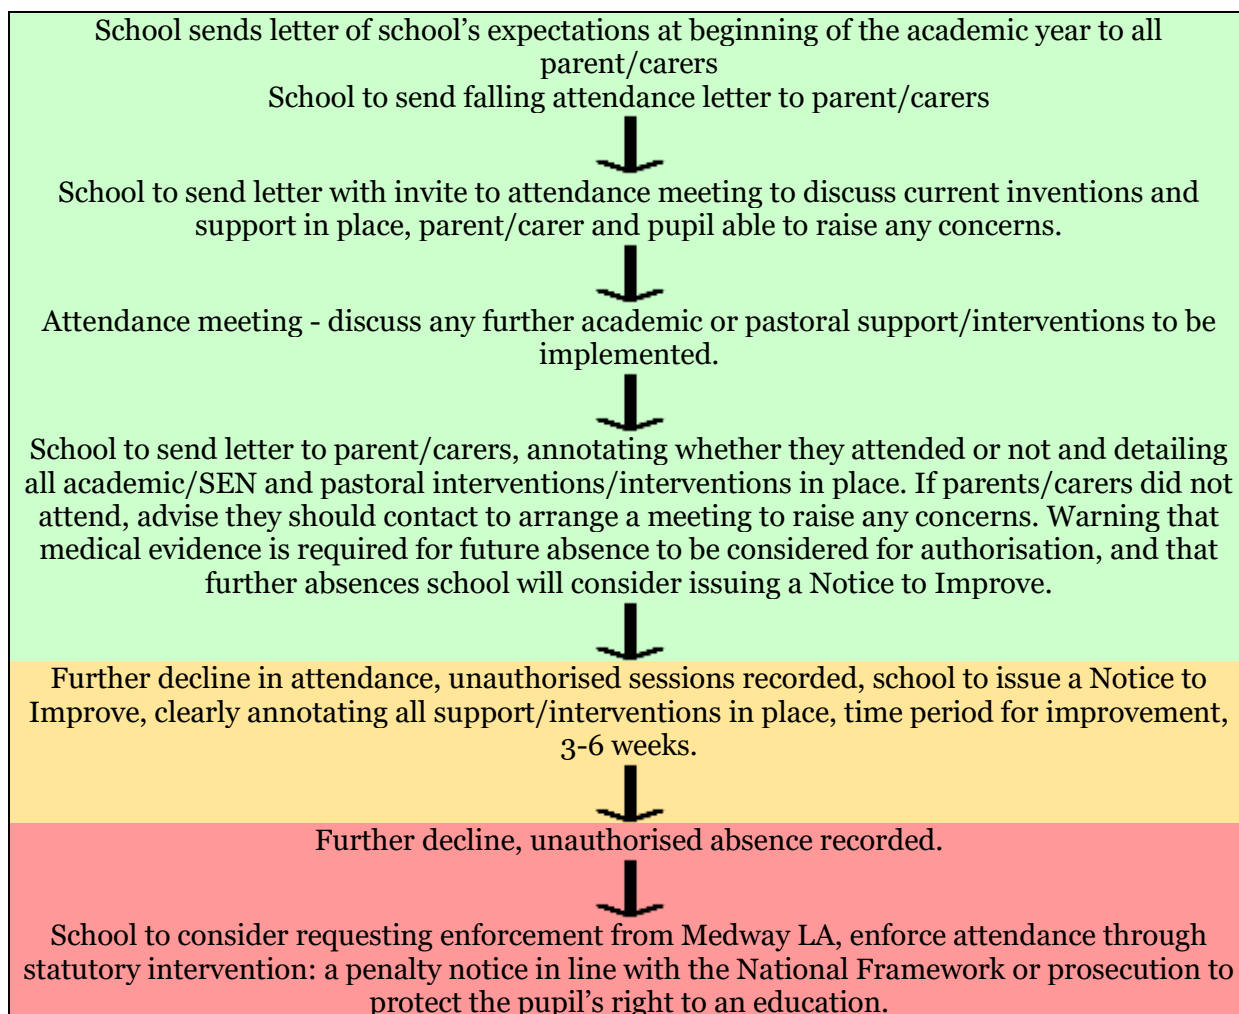 School sends letter of school’s expectations at beginning of the academic year to all
parent/carers
School to send falling attendance letter to parent/carers
School to send letter with invite to attendance meeting to discuss current inventions and
support in place, parent/carer and pupil able to raise any concerns.
Attendance meeting - discuss any further academic or pastoral support/interventions to be
implemented.
School to send letter to parent/carers, annotating whether they attended or not and detailing
all academic/SEN and pastoral interventions/interventions in place. If parents/carers did not
attend, advise they should contact to arrange a meeting to raise any concerns. Warning that
medical evidence is required for future absence to be considered for authorisation, and that
further absences school will consider issuing a Notice to Improve.
Further decline in attendance, unauthorised sessions recorded, school to issue a Notice to
Improve, clearly annotating all support/interventions in place, time period for improvement,
3-6 weeks.
Further decline, unauthorised absence recorded.
School to consider requesting enforcement from Medway LA, enforce attendance through
statutory intervention: a penalty notice in line with the National Framework or prosecution to
protect the pupil’s right to an education.